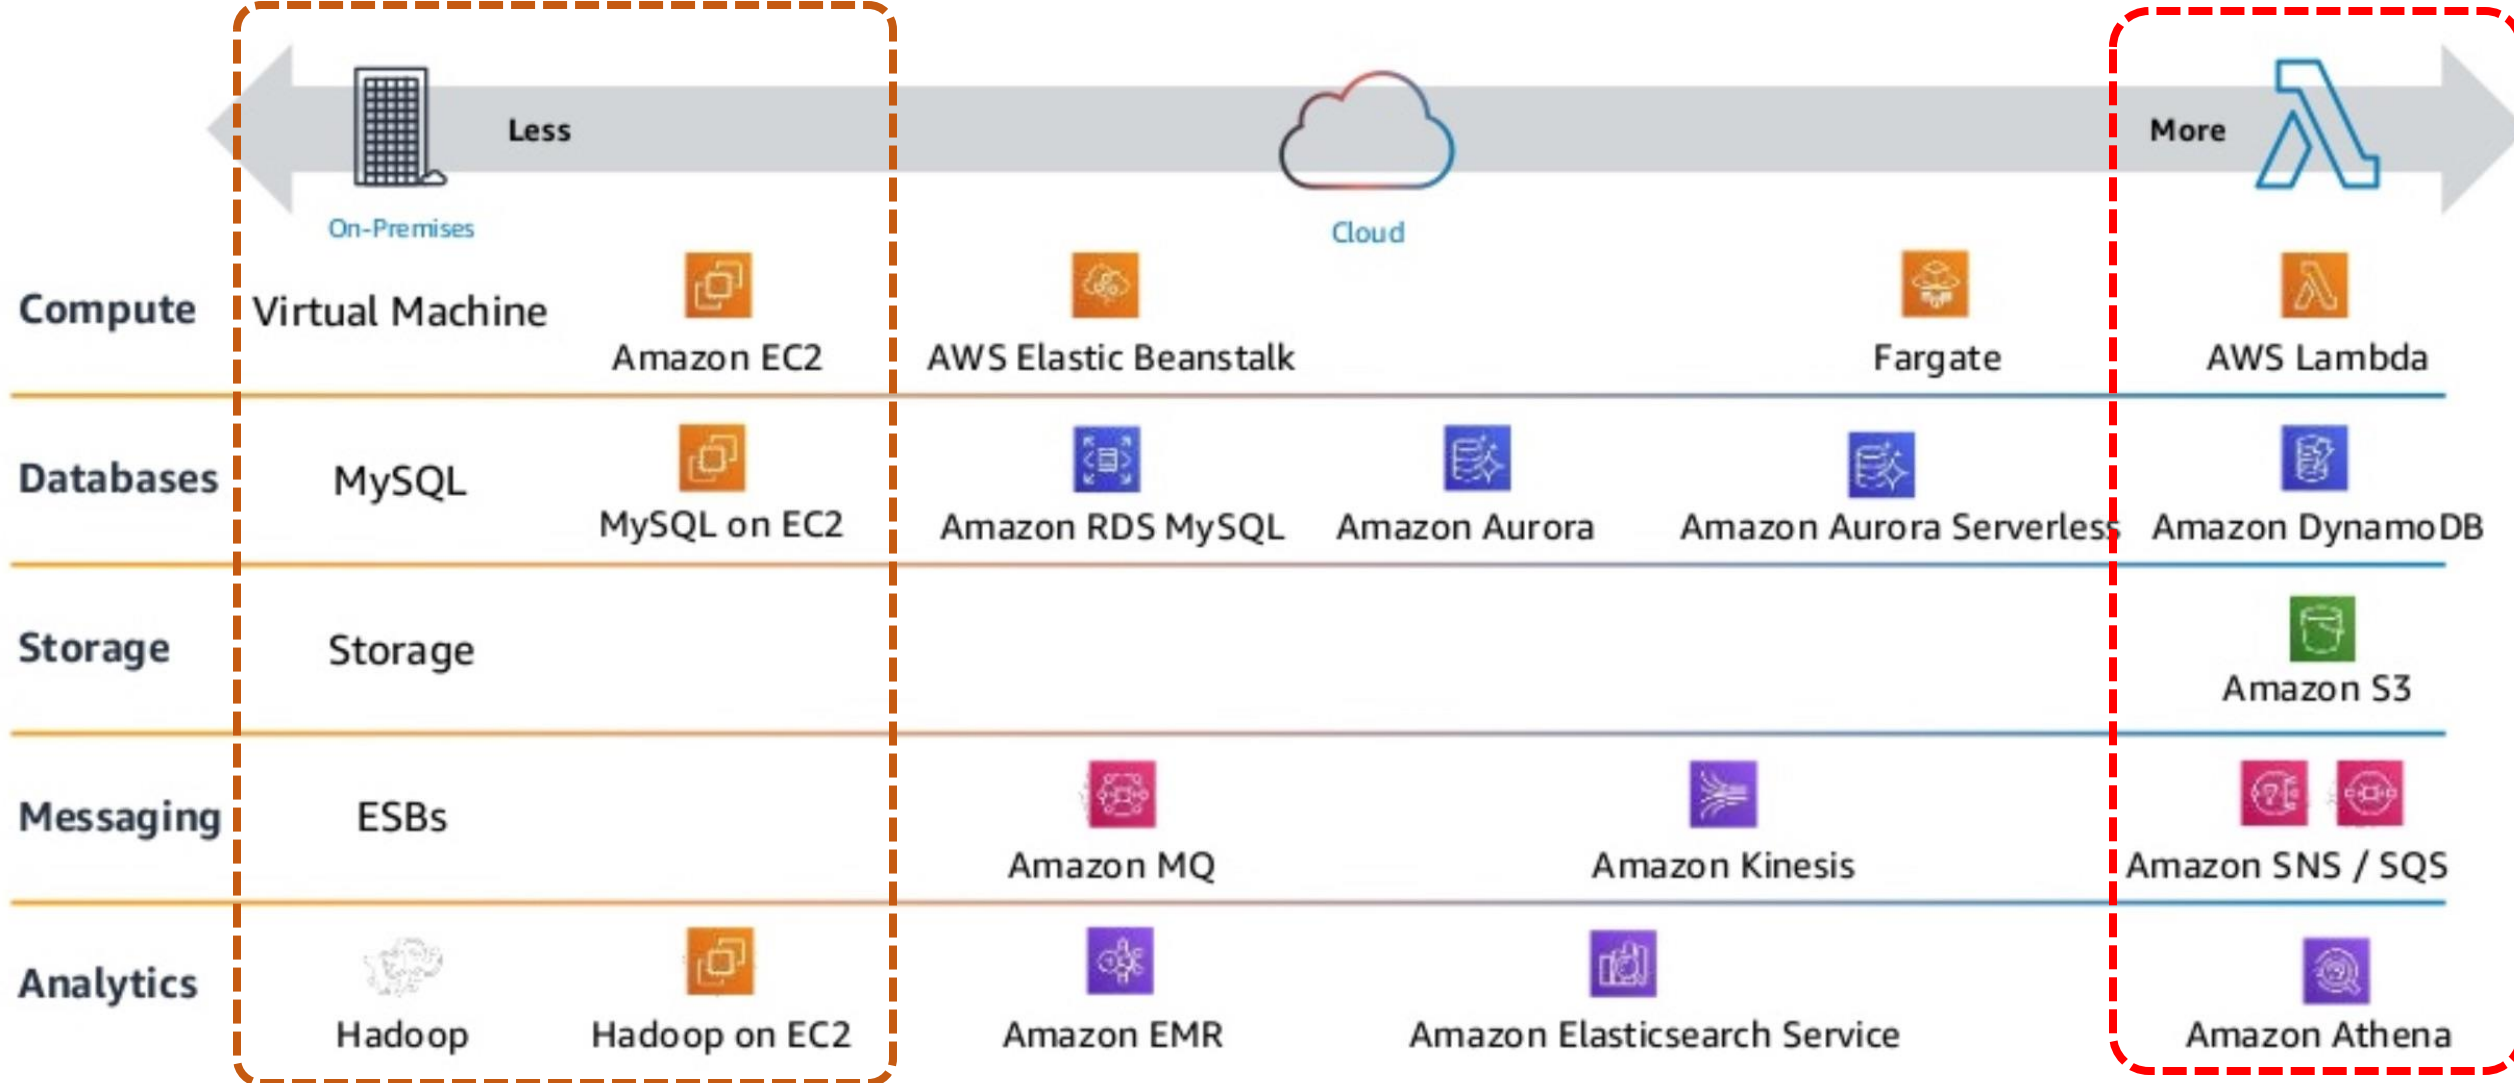 Less
More
On-Premises
Cloud
Compute
Virtual Machine
Amazon EC2
AWS Elastic Beanstalk
Fargate
AWS Lambda
Databases
MySQL
MySQL on EC2
Amazon RDS MySQL
Amazon Aurora
Amazon Aurora Serverless
Amazon DynamoDB
Storage
Storage
Amazon S3
Messaging
ESBs
Amazon MQ
Amazon Kinesis
Amazon SNS / SQS
Analytics
Hadoop
Hadoop on EC2
Amazon EMR
Amazon Elasticsearch Service
Amazon Athena